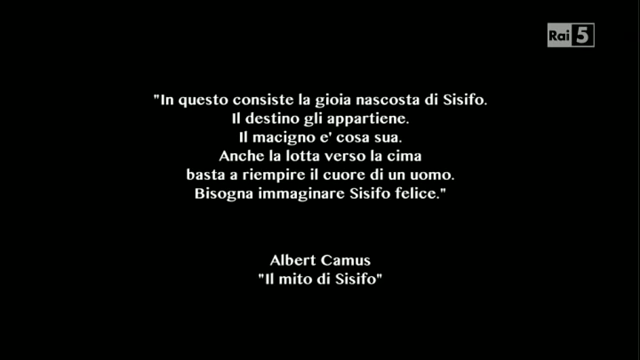 Rai 5
"In questo consiste la gioia nascosta di Sisifo.
Il destino gli appartiene.
Il macigno e' cosa sua.
Anche la lotta verso la cima
basta a riempire il cuore di un uomo.
Bisogna immaginare Sisifo felice."
Albert Camus
"Il mito di Sisifo"